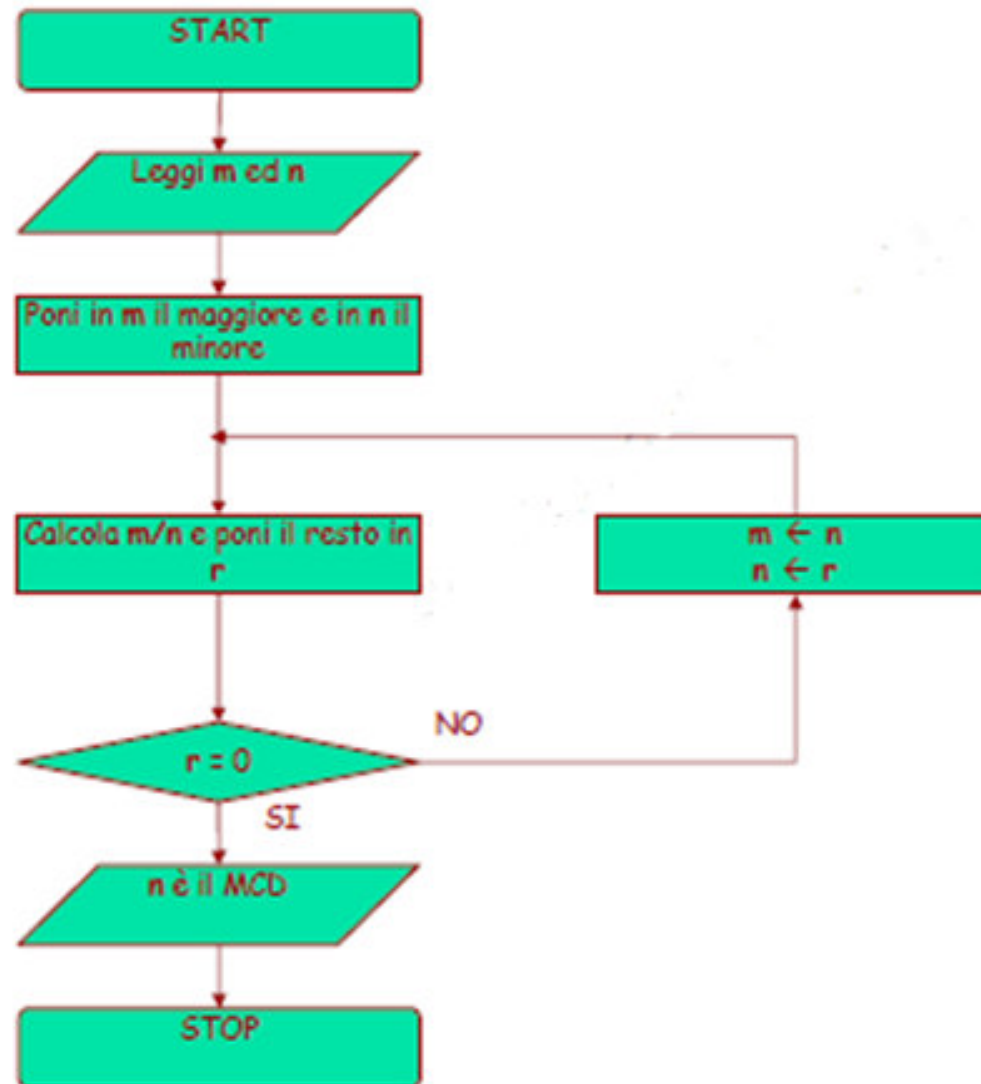 START
Leggi m ed n
Poni in m il maggiore e in n il
minore
Calcola m/n e poni il resto in
r
m ← n
n ← r
r = 0
NO
SI
n è il MCD
STOP